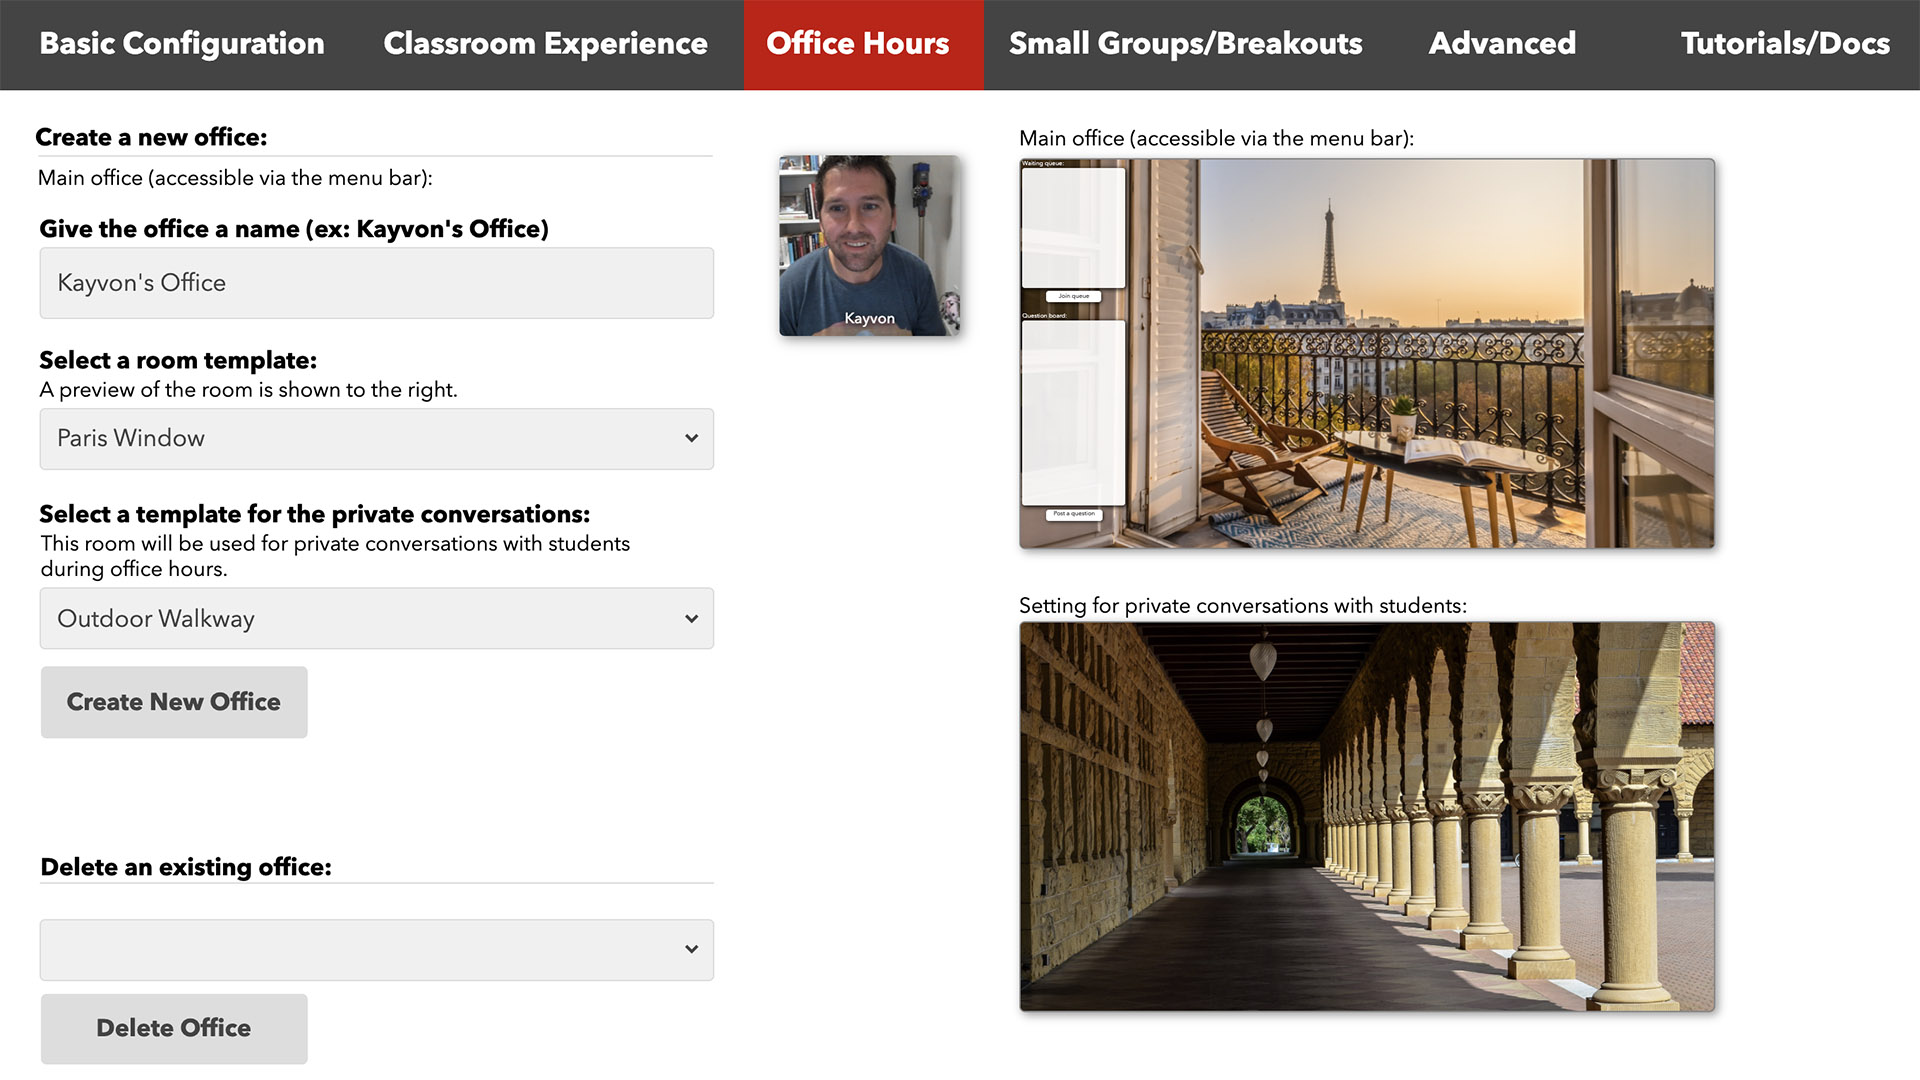 Basic Configuration
Classroom Experience
Office Hours
Small Groups/Breakouts
Advanced
Tutorials/Docs
Create a new office:
Main office (accessible via the menu bar):
Give the office a name (ex: Kayvon's Office)
Kayvon's Office
Select a room template:
A preview of the room is shown to the right.
Paris Window
Select a template for the private conversations:
This room will be used for private conversations with students
during office hours.
Outdoor Walkway
Create New Office
Delete an existing office:
Delete Office
Kayvon
Main office (accessible via the menu bar):
Waiting queue:
Join queue
Question board:
Post a question
Setting for private conversations with students: